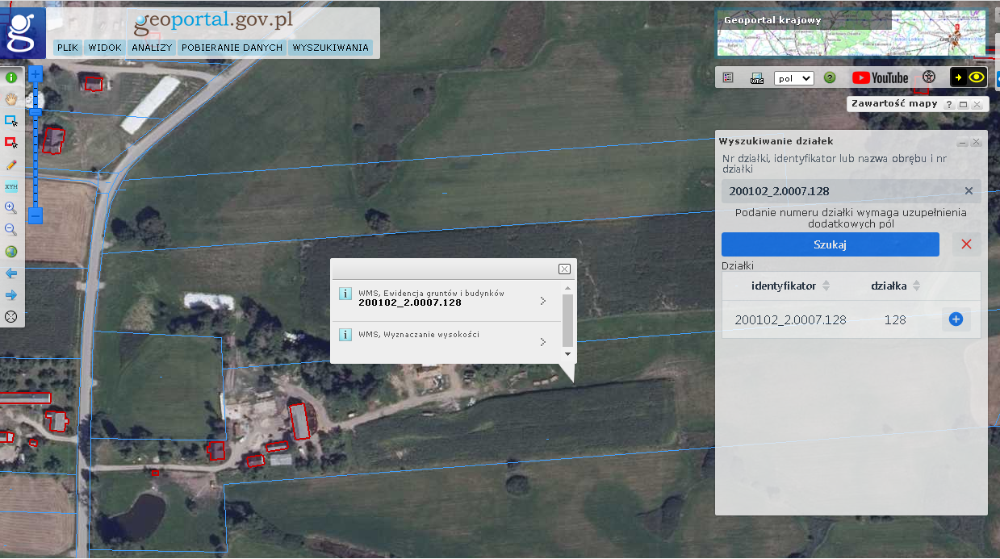 geoportal.gov.pl
PLIK WIDOK ANALIZY POBIERANIE DANYCH WYSZUKIWANIA
Geoportal krajowy
XYH
wms pol ? YouTube
Zawartość mapy ?
Wyszukiwanie działek
Nr działki, identyfikator lub nazwa obrębu i nr
działki
200102_2.0007.128
Podanie numeru działki wymaga uzupełnienia
dodatkowych pól
Szukaj
Działki
identyfikator działka
200102_2.0007.128 128
WMS, Ewidencja gruntów i budynków
200102_2.0007.128
WMS, Wyznaczanie wysokości